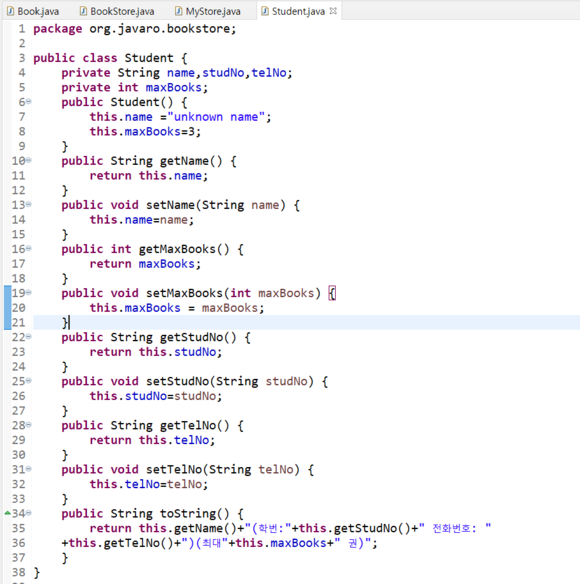 Book.java BookStore.java MyStore.java Student.java
1 package org.javaro.bookstore;
2
3 public class Student {
4     private String name,studNo,telNo;
5     private int maxBooks;
6     public Student() {
7         this.name ="unknown name";
8         this.maxBooks=3;
9     }
10     public String getName() {
11         return this.name;
12     }
13     public void setName(String name) {
14         this.name=name;
15     }
16     public int getMaxBooks() {
17         return maxBooks;
18     }
19     public void setMaxBooks(int maxBooks) {
20         this.maxBooks = maxBooks;
21     }
22     public String getStudNo() {
23         return this.studNo;
24     }
25     public void setStudNo(String studNo) {
26         this.studNo=studNo;
27     }
28     public String getTelNo() {
29         return this.telNo;
30     }
31     public void setTelNo(String telNo) {
32         this.telNo=telNo;
33     }
34     public String toString() {
35         return this.getName()+"(학번:"+this.getStudNo()+" 전화번호: "
36     +this.getTelNo()+")(최대"+this.maxBooks+" 권)";
37     }
38 }